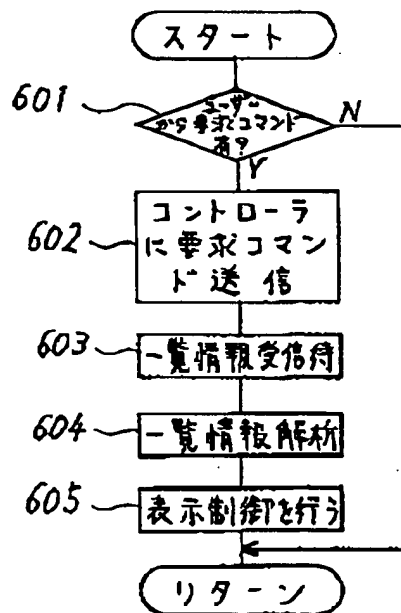 スタート
601
ユーザー
から要求コマンド
有?
N
Y
602
コントローラ
に要求コマン
ド送信
603
一覧情報受信待
604
一覧情報解析
605
表示制御を行う
リターン